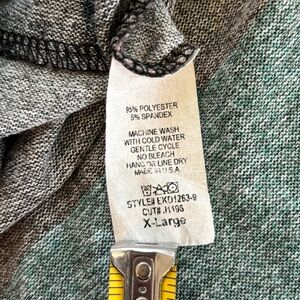 95% POLYESTER
5% SPANDEX
MACHINE WASH
WITH COLD WATER
GENTLE CYCLE
NO BLEACH
HANG OR LINE DRY
MADE IN U.S.A
STYLE# EKD1263-9
CUT# J1196
X-Large